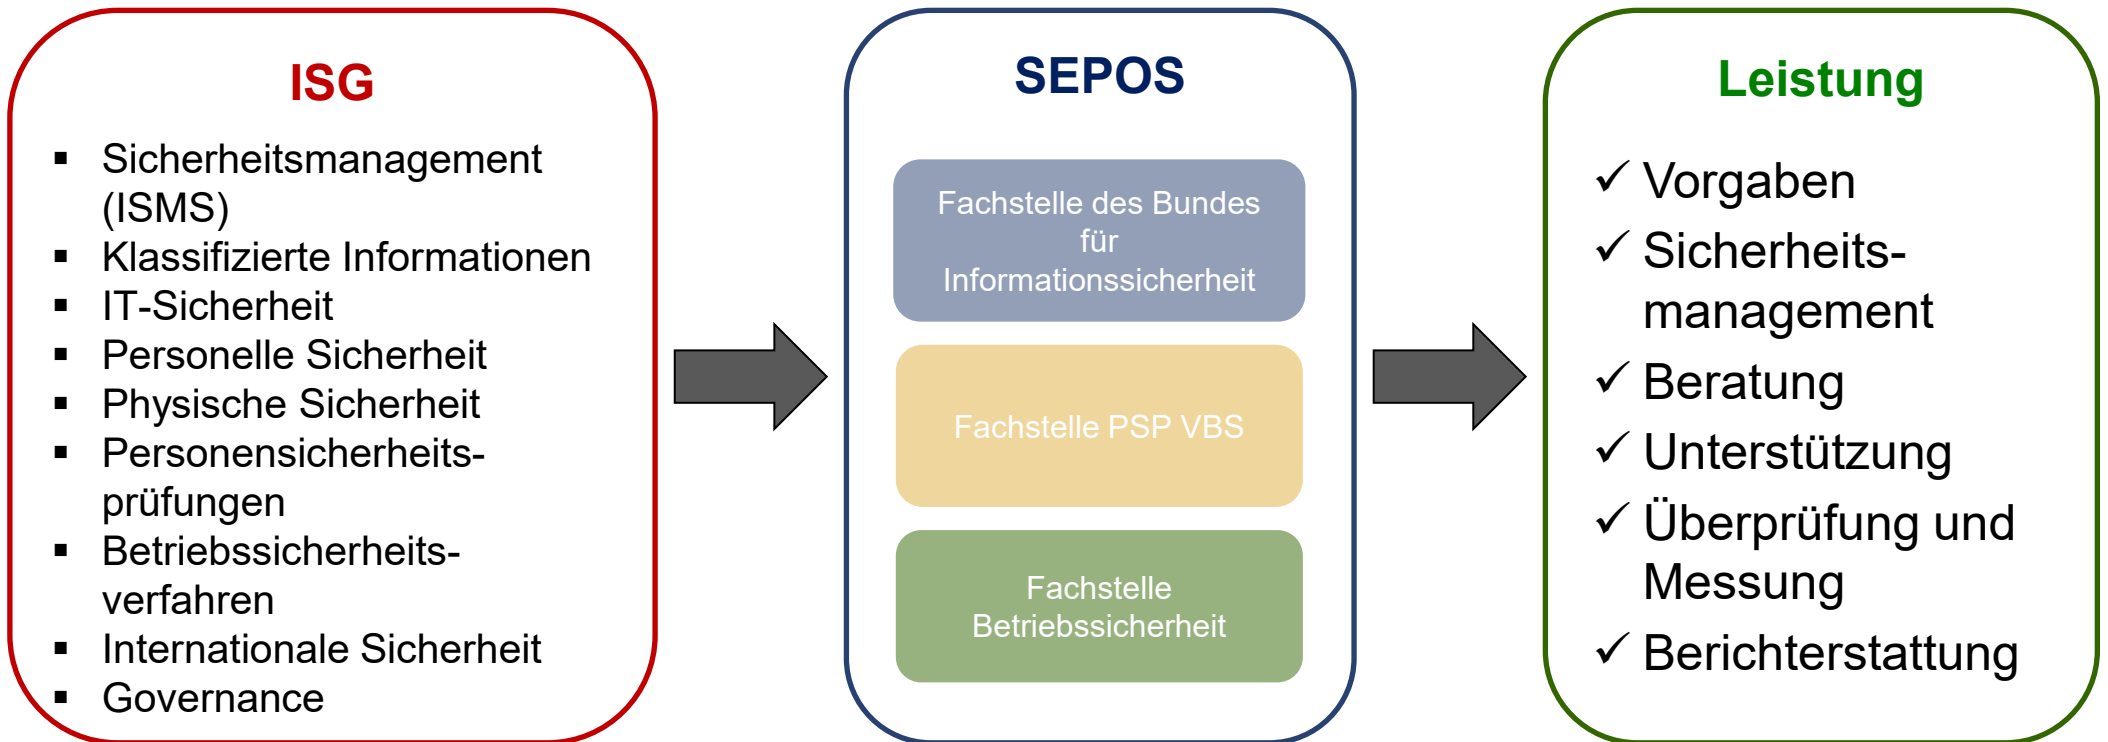 ISG
Sicherheitsmanagement
(ISMS)
Klassifizierte Informationen
IT-Sicherheit
Personelle Sicherheit
Physische Sicherheit
Personensicherheits-
prüfungen
Betriebssicherheits-
verfahren
Internationale Sicherheit
Governance
SEPOS
Fachstelle des Bundes
für
Informationssicherheit
Fachstelle PSP VBS
Fachstelle
Betriebssicherheit
Leistung
Vorgaben
Sicherheits-
management
Beratung
Unterstützung
Überprüfung und
Messung
Berichterstattung